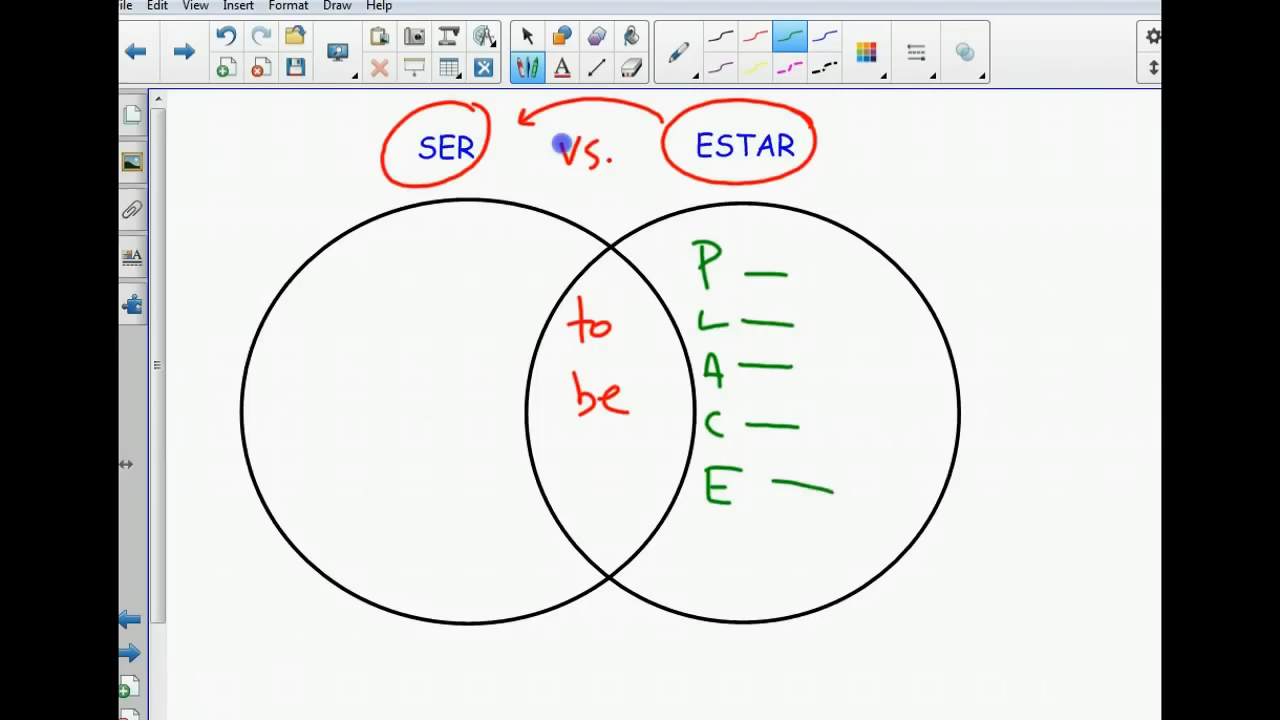 File Edit View Insert Format Draw Help
SER vs. ESTAR
to
be
P —
L —
A —
C —
E —